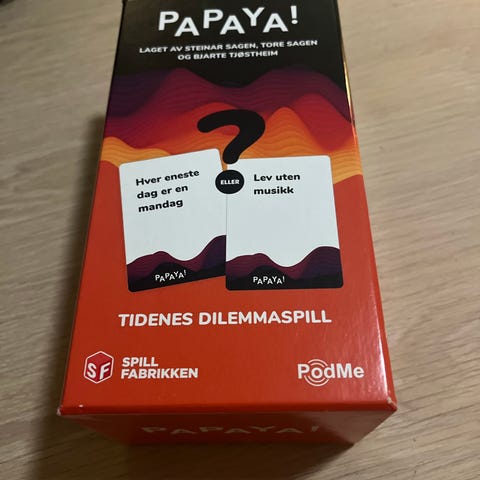 PAPAYA!
LAGET AV STEINAR SAGEN, TORE SAGEN
OG BJARTE TJØSTHEIM
?
Hver eneste
dag er en
mandag
PAPAYA!
ELLER
Lev uten
musikk
PAPAYA!
TIDENES DILEMMASPILL
SF
SPILL
FABRIKKEN
PodMe
PAPAYA!